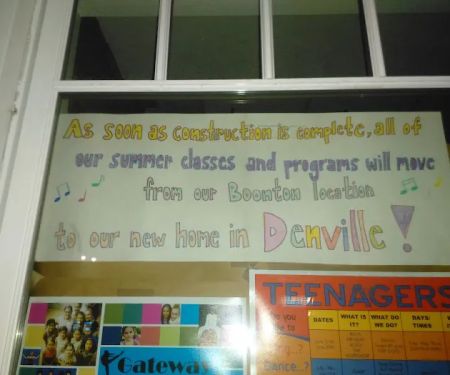 As soon as construction is complete, all of
our summer classes and programs will move
from our Boonton location
to our new home in Denville!
TEENAGERS
DATES
WHAT IS IT?
WHAT DO WE DO?
DAYS/TIMES
Gateway